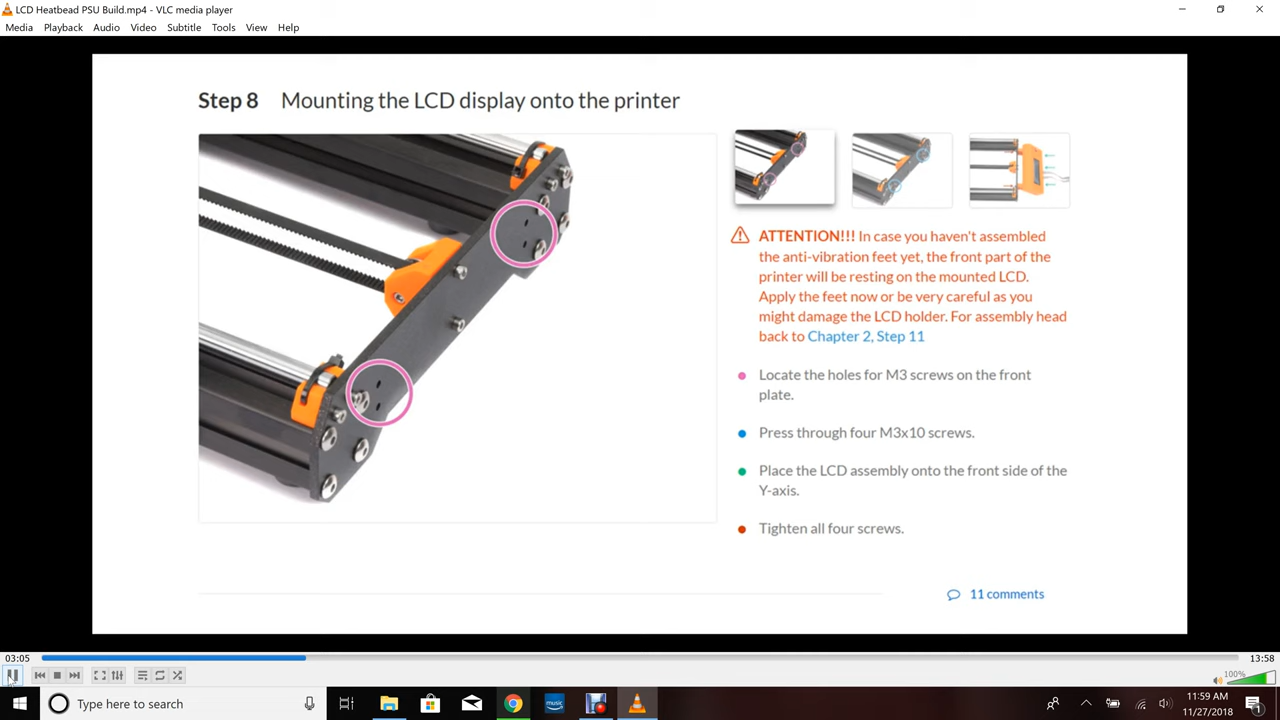 LCD Heatbead PSU Build.mp4 - VLC media player
Media Playback Audio Video Subtitle Tools View Help
Step 8 Mounting the LCD display onto the printer
ATTENTION!!! In case you haven't assembled
the anti-vibration feet yet, the front part of the
printer will be resting on the mounted LCD.
Apply the feet now or be very careful as you
might damage the LCD holder. For assembly head
back to Chapter 2, Step 11
Locate the holes for M3 screws on the front
plate.
Press through four M3x10 screws.
Place the LCD assembly onto the front side of the
Y-axis.
Tighten all four screws.
11 comments
03:05
13:58
100%
Type here to search
music
11:59 AM
11/27/2018
1